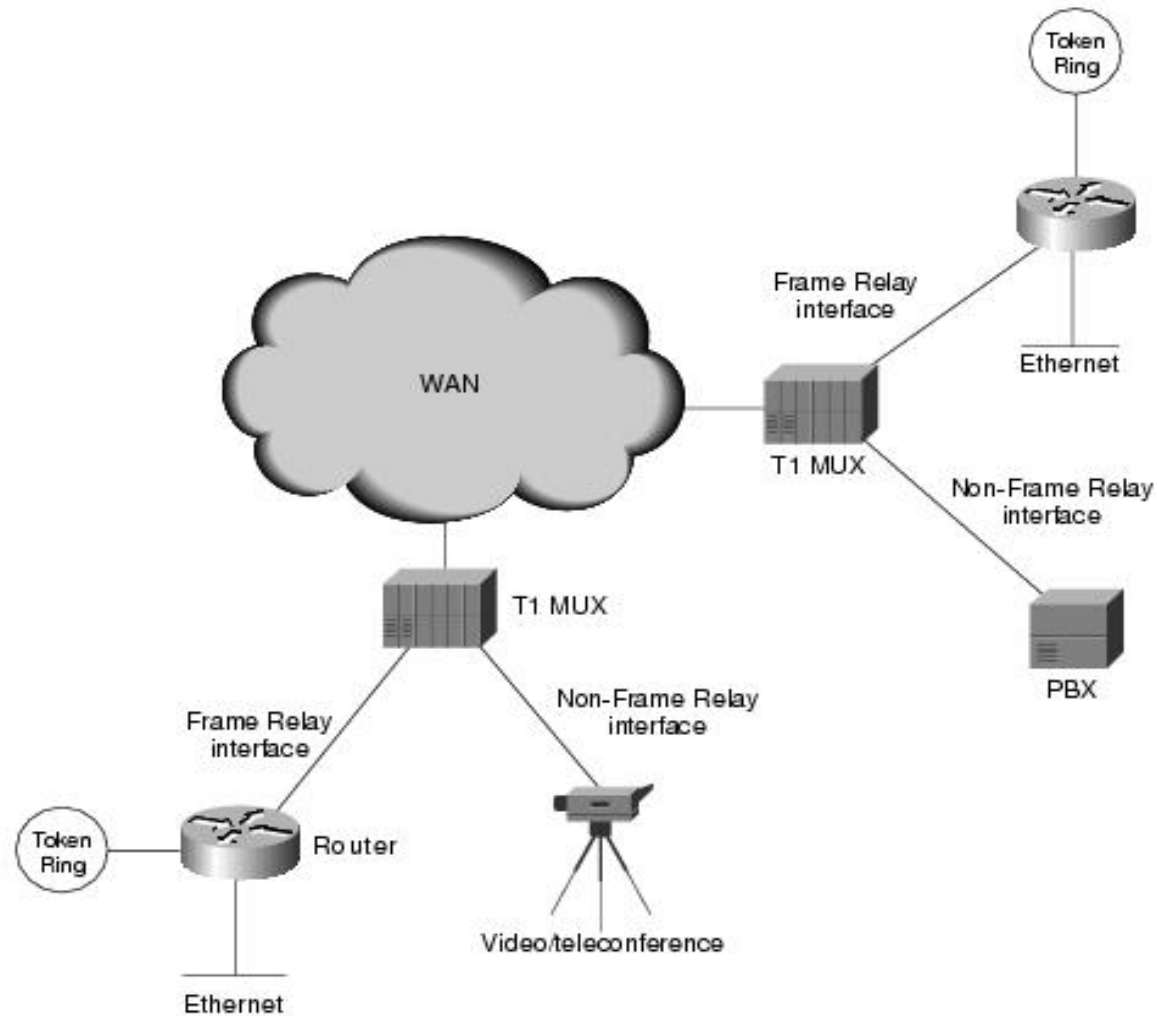 Token
Ring
Frame Relay
interface
Ethernet
WAN
T1 MUX
Non-Frame Relay
interface
T1 MUX
PBX
Non-Frame Relay
interface
Frame Relay
interface
Token
Ring
Router
Video/teleconference
Ethernet